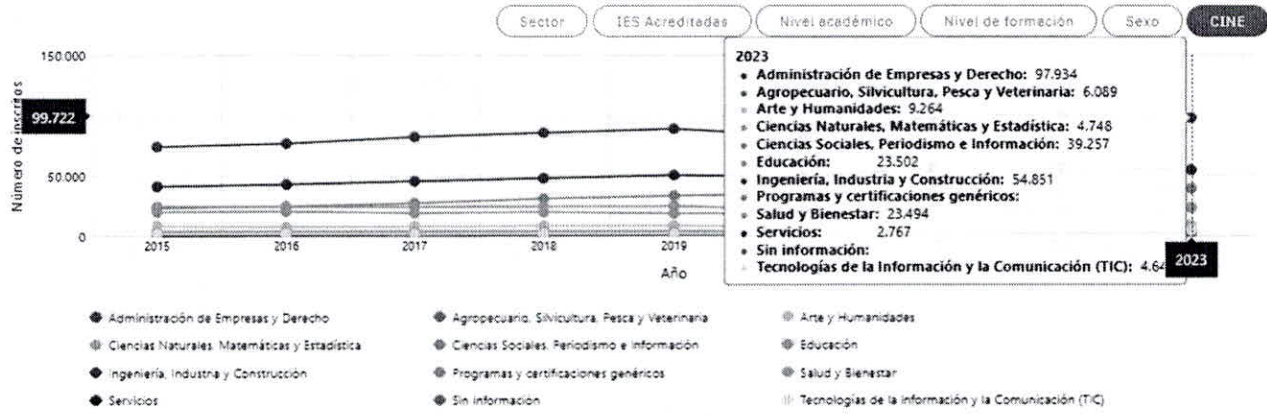 Sector IES Acreditadas Nivel académico Nivel de formación Sexo CINE
150.000
99.722
50.000
0
Número de inscritos
2015 2016 2017 2018 2019
Año
2023
Administración de Empresas y Derecho: 97.934
Agropecuario, Silvicultura, Pesca y Veterinaria: 6.089
Arte y Humanidades: 9.264
Ciencias Naturales, Matemáticas y Estadística: 4.748
Ciencias Sociales, Periodismo e Información: 39.257
Educación: 23.502
Ingeniería, Industria y Construcción: 54.851
Programas y certificaciones genéricos:
Salud y Bienestar: 23.494
Servicios: 2.767
Sin información:
Tecnologías de la Información y la Comunicación (TIC): 4.64
2023
Administración de Empresas y Derecho Agropecuario, Silvicultura, Pesca y Veterinaria Arte y Humanidades
Ciencias Naturales, Matemáticas y Estadística Ciencias Sociales, Periodismo e Información Educación
Ingeniería, Industria y Construcción Programas y certificaciones genéricos Salud y Bienestar
Servicios Sin información Tecnologías de la Información y la Comunicación (TIC)